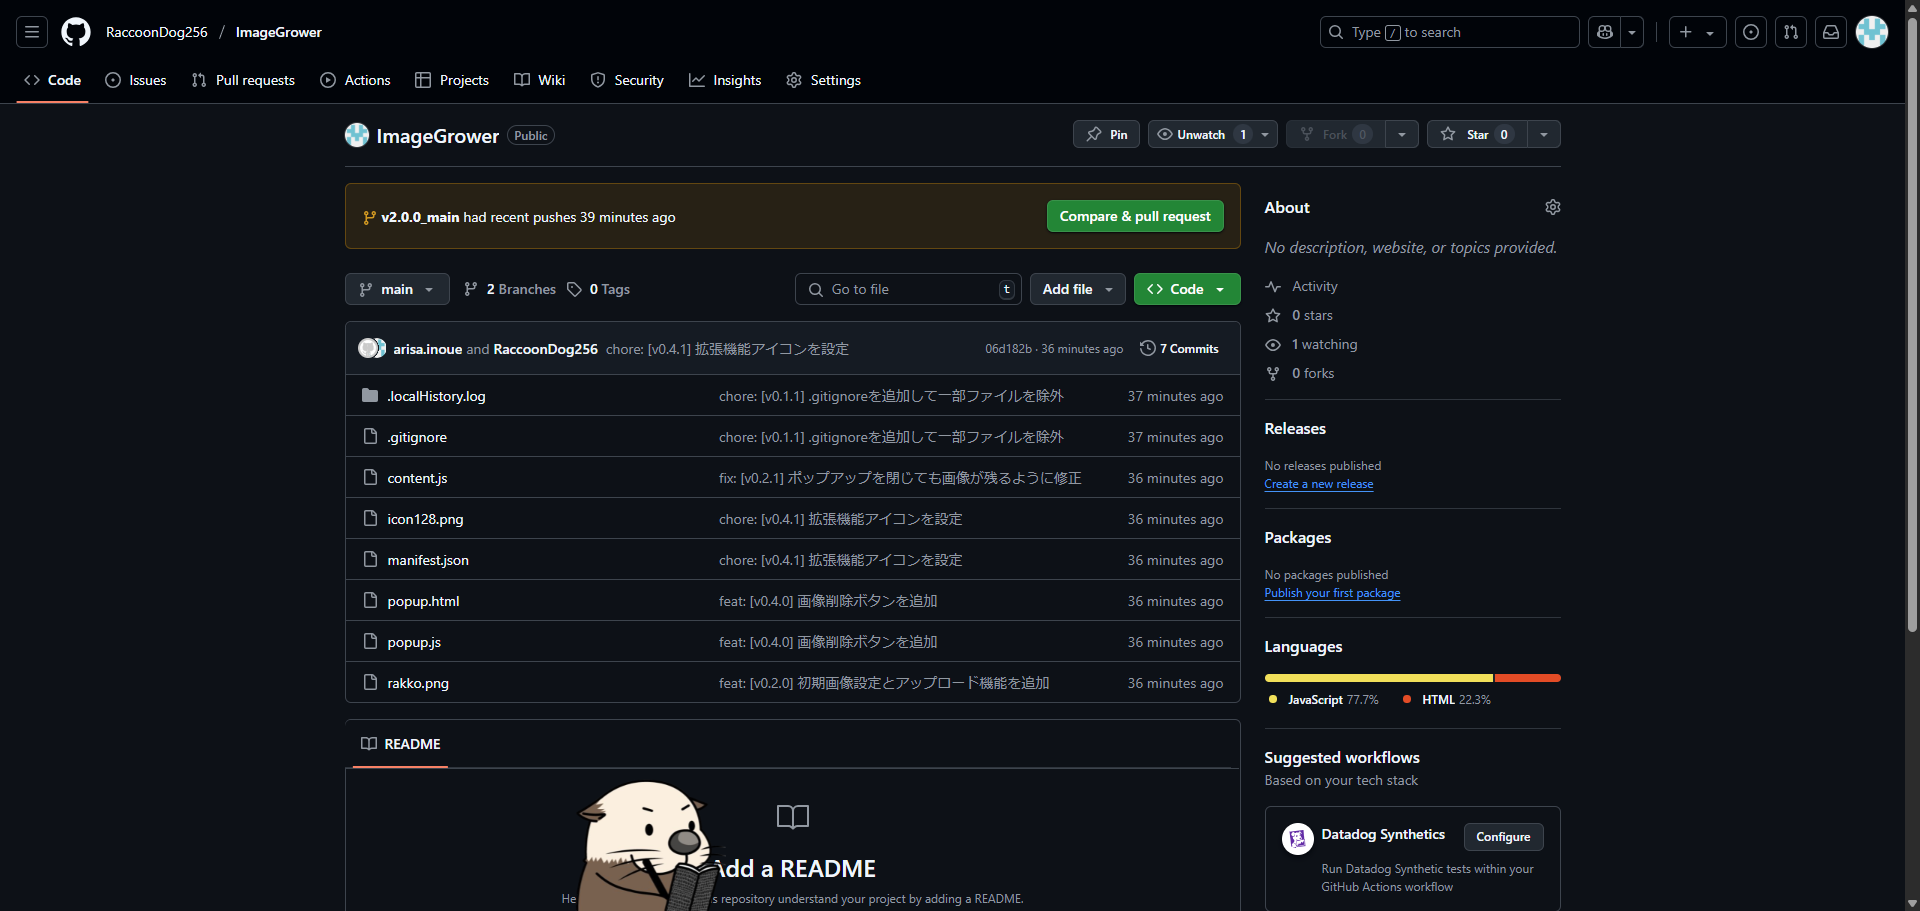 RaccoonDog256 / ImageGrower
Type / to search
Code Issues Pull requests Actions Projects Wiki Security Insights Settings
ImageGrower Public
Pin Unwatch 1 Fork 0 Star 0
v2.0.0_main had recent pushes 39 minutes ago
Compare & pull request
main 2 Branches 0 Tags
Go to file t
Add file
Code
arisa.inoue and RaccoonDog256 chore: [v0.4.1] 拡張機能アイコンを設定 06d182b · 36 minutes ago 7 Commits
.localHistory.log chore: [v0.1.1] .gitignoreを追加して一部ファイルを除外 37 minutes ago
.gitignore chore: [v0.1.1] .gitignoreを追加して一部ファイルを除外 37 minutes ago
content.js fix: [v0.2.1] ポップアップを閉じても画像が残るように修正 36 minutes ago
icon128.png chore: [v0.4.1] 拡張機能アイコンを設定 36 minutes ago
manifest.json chore: [v0.4.1] 拡張機能アイコンを設定 36 minutes ago
popup.html feat: [v0.4.0] 画像削除ボタンを追加 36 minutes ago
popup.js feat: [v0.4.0] 画像削除ボタンを追加 36 minutes ago
rakko.png feat: [v0.2.0] 初期画像設定とアップロード機能を追加 36 minutes ago
README
Add a README
He s repository understand your project by adding a README.
About
No description, website, or topics provided.
Activity
0 stars
1 watching
0 forks
Releases
No releases published
Create a new release
Packages
No packages published
Publish your first package
Languages
JavaScript 77.7% HTML 22.3%
Suggested workflows
Based on your tech stack
Datadog Synthetics
Configure
Run Datadog Synthetic tests within your
GitHub Actions workflow